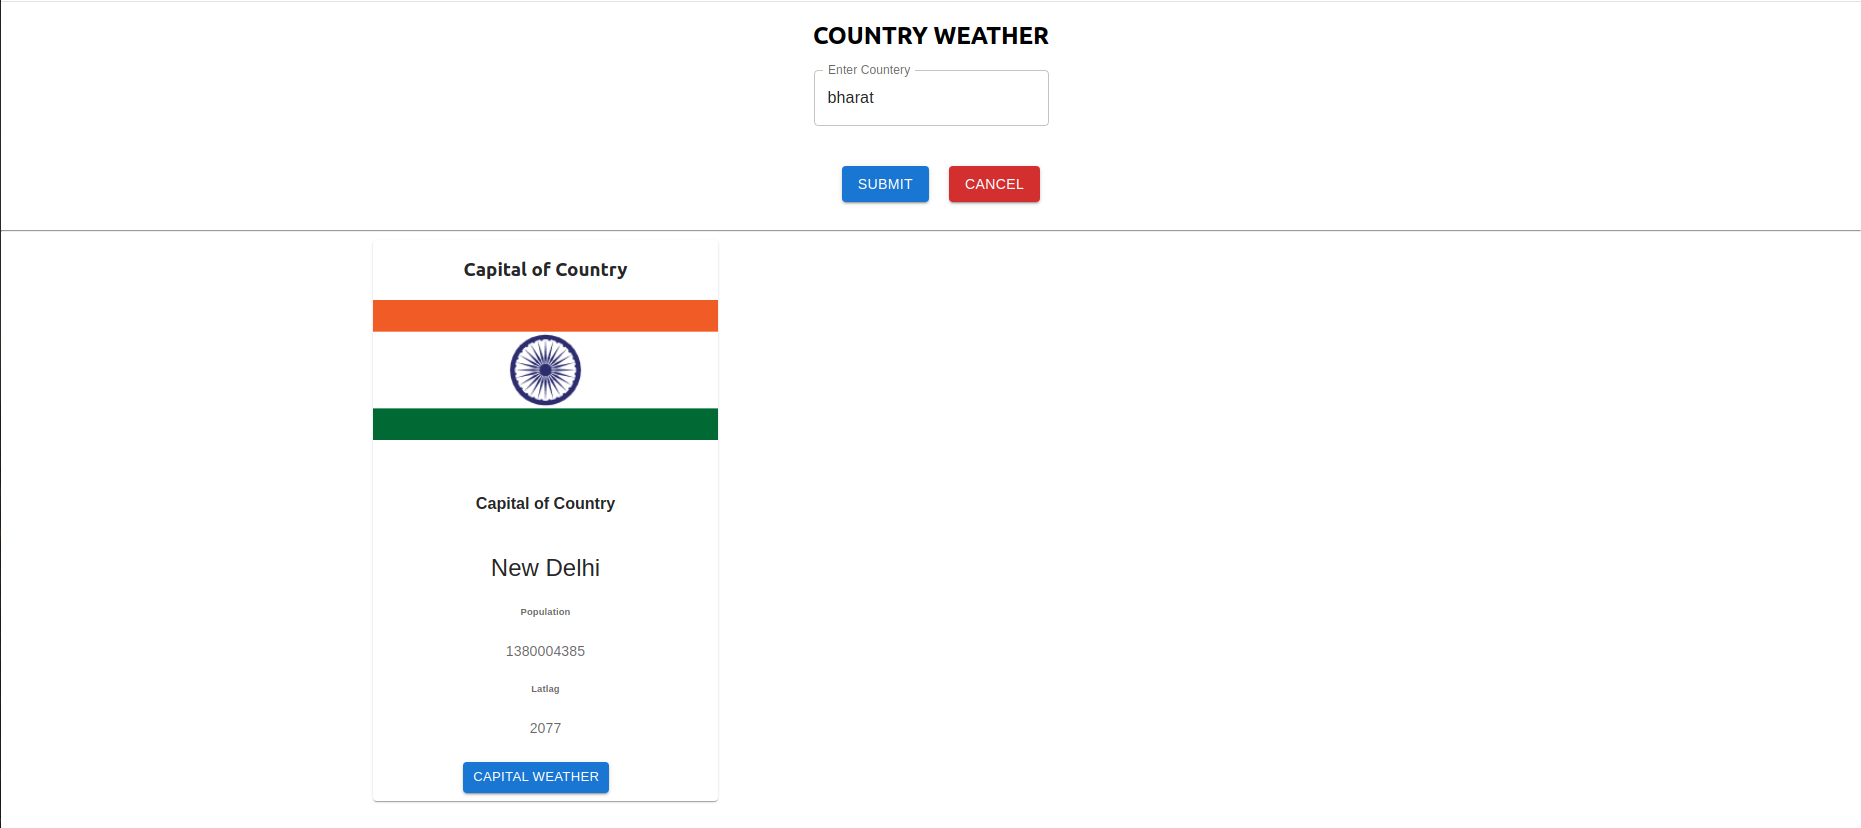 COUNTRY WEATHER
Enter Countery
bharat
SUBMIT CANCEL
Capital of Country
Capital of Country
New Delhi
Population
1380004385
Latlag
2077
CAPITAL WEATHER